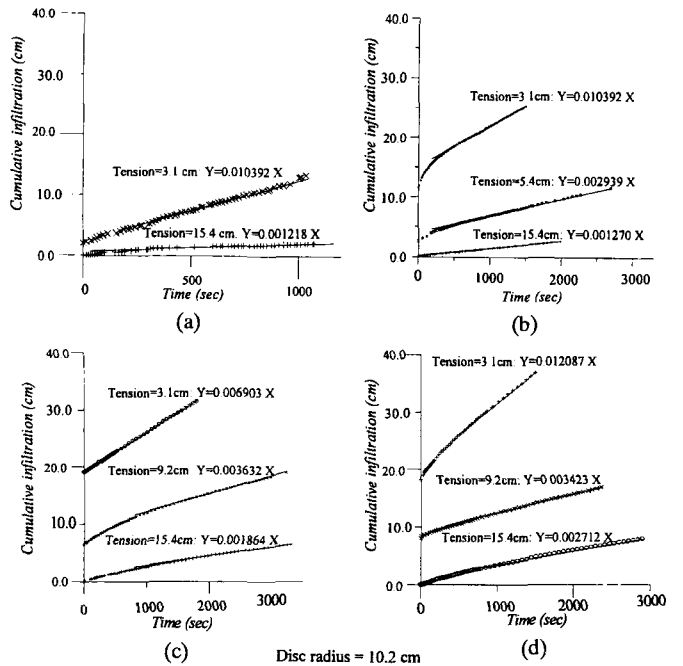 40.0
30.0
20.0
10.0
0.0
Cumulative infiltration (cm)
Tension=3.1 cm: Y=0.010392 X
Tension=15.4 cm: Y=0.001218 X
0
500
1000
Time (sec)
(a)
40.0
30.0
20.0
10.0
0.0
Cumulative infiltration (cm)
Tension=3.1cm: Y=0.010392 X
Tension=5.4cm: Y=0.002939 X
Tension=15.4cm: Y=0.001270 X
0
1000
2000
3000
Time (sec)
(b)
40.0
30.0
20.0
10.0
0.0
Cumulative infiltration (cm)
Tension=3.1cm: Y=0.006903 X
Tension=9.2cm: Y=0.003632 X
Tension=15.4cm: Y=0.001864 X
0
1000
2000
3000
Time (sec)
(c)
40.0
30.0
20.0
10.0
0.0
Cumulative infiltration (cm)
Tension=3.1cm: Y=0.012087 X
Tension=9.2cm: Y=0.003423 X
Tension=15.4cm: Y=0.002712 X
0
1000
2000
3000
Time (sec)
(d)
Disc radius = 10.2 cm